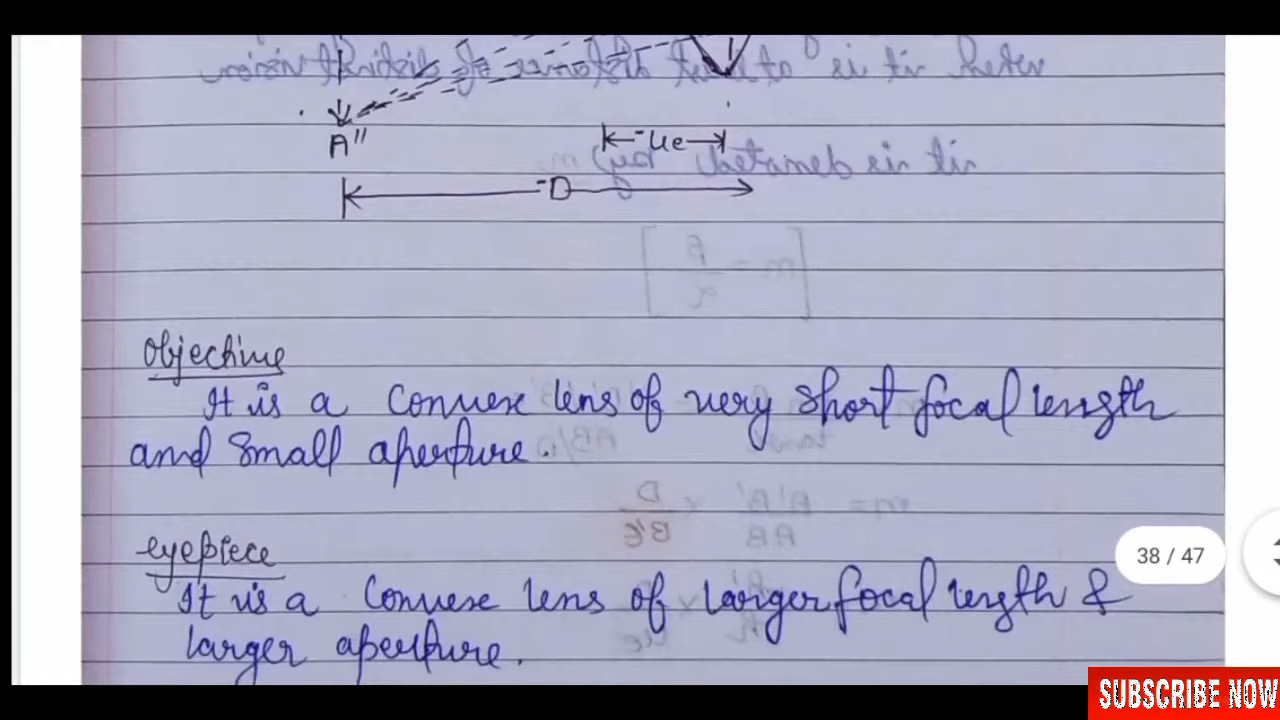 A"
-ue
-D
Objective
It is a convex lens of very short focal length
and small aperture.
eyepiece
It is a convex lens of larger focal length &
larger aperture.
38 / 47
SUBSCRIBE NOW